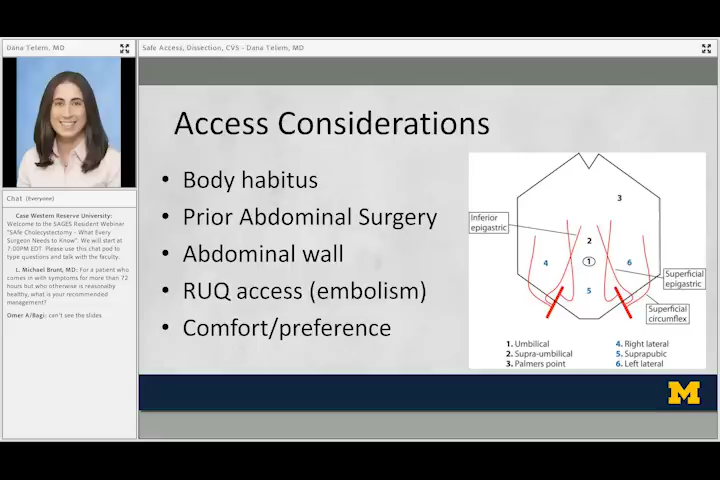 Dana Telem, MD
Safe Access, Dissection, CVS - Dana Telem, MD
Chat (Everyone)
Case Western Reserve University:
Welcome to the SAGES Resident Webinar
"SAfe Cholecystectomy - What Every
Surgeon Needs to Know". We will start at
7:00PM EDT. Please use this chat pod to
type questions and talk with the faculty.
L. Michael Brunt, MD: For a patient who
comes in with symptoms for more than 72
hours but who otherwise is reasonably
healthy, what is your recommended
management?
Omer A/Bagi: can't see the slides
Access Considerations
• Body habitus
• Prior Abdominal Surgery
• Abdominal wall
• RUQ access (embolism)
• Comfort/preference
3
Inferior
epigastric
2
4
1
6
5
Superficial
epigastric
Superficial
circumflex
1. Umbilical
2. Supra-umbilical
3. Palmers point
4. Right lateral
5. Suprapubic
6. Left lateral
M